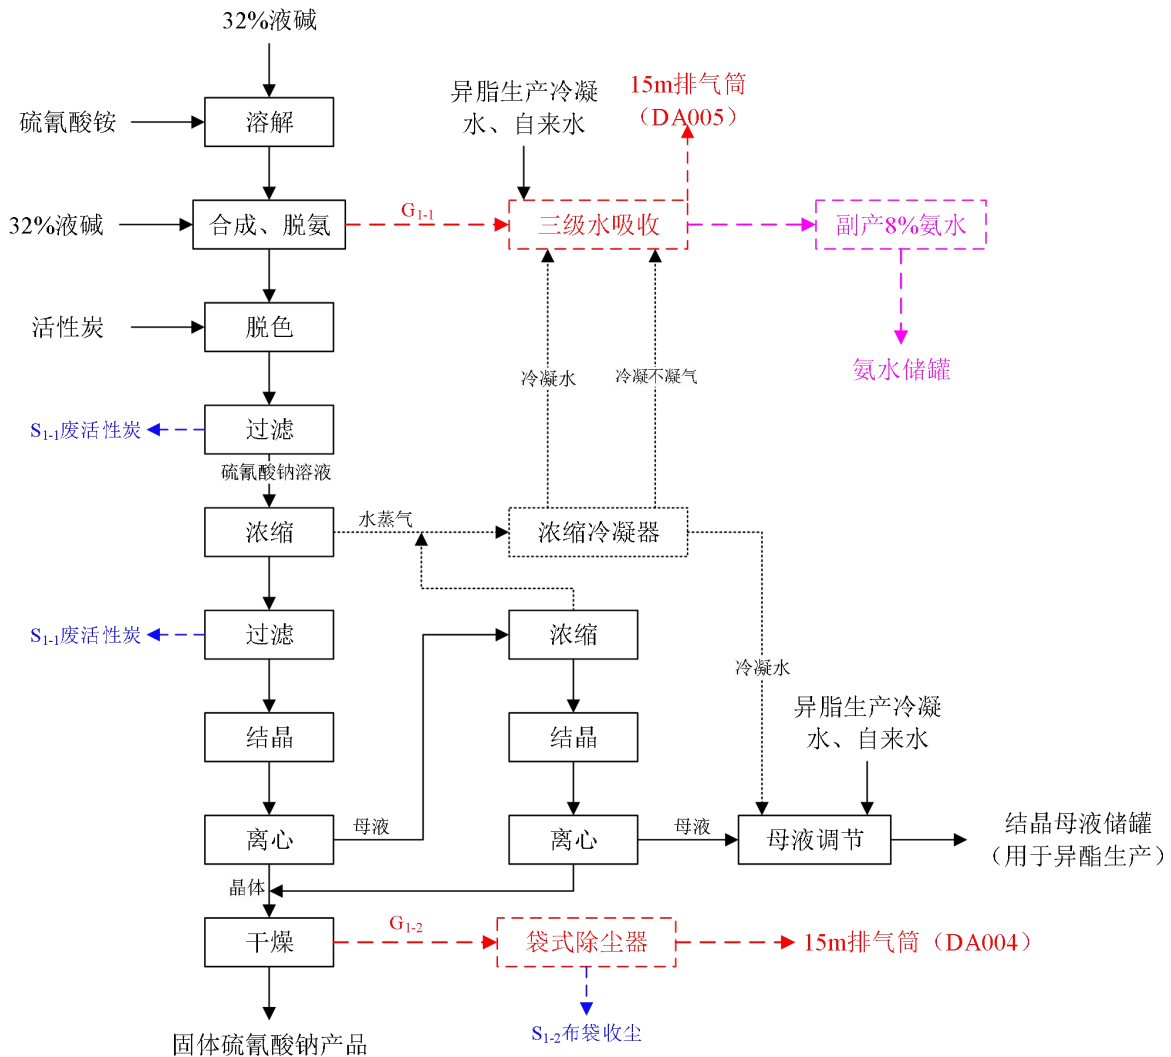 32%液碱
硫氰酸铵
溶解
异脂生产冷凝
水、自来水
15m排气筒
（DA005）
32%液碱
合成、脱氨
G1-1
三级水吸收
副产8%氨水
活性炭
脱色
冷凝水
冷凝不凝气
氨水储罐
S1-1废活性炭
过滤
硫氰酸钠溶液
浓缩
水蒸气
浓缩冷凝器
S1-1废活性炭
过滤
浓缩
冷凝水
结晶
结晶
异脂生产冷凝
水、自来水
离心
母液
离心
母液
母液调节
结晶母液储罐
（用于异酯生产）
晶体
干燥
G1-2
袋式除尘器
15m排气筒（DA004）
S1-2布袋收尘
固体硫氰酸钠产品